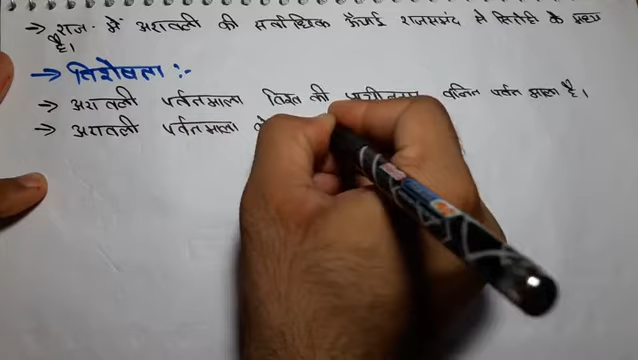 → राज. में अरावली की सर्वाधिक ऊँचाई राजसमंद से सिरोही के मध्य
है।
→ विशेषता :-
→ अरावली पर्वतमाला विश्व की प्राचीनतम वलित पर्वत माला है।
→ अरावली पर्वतमाला